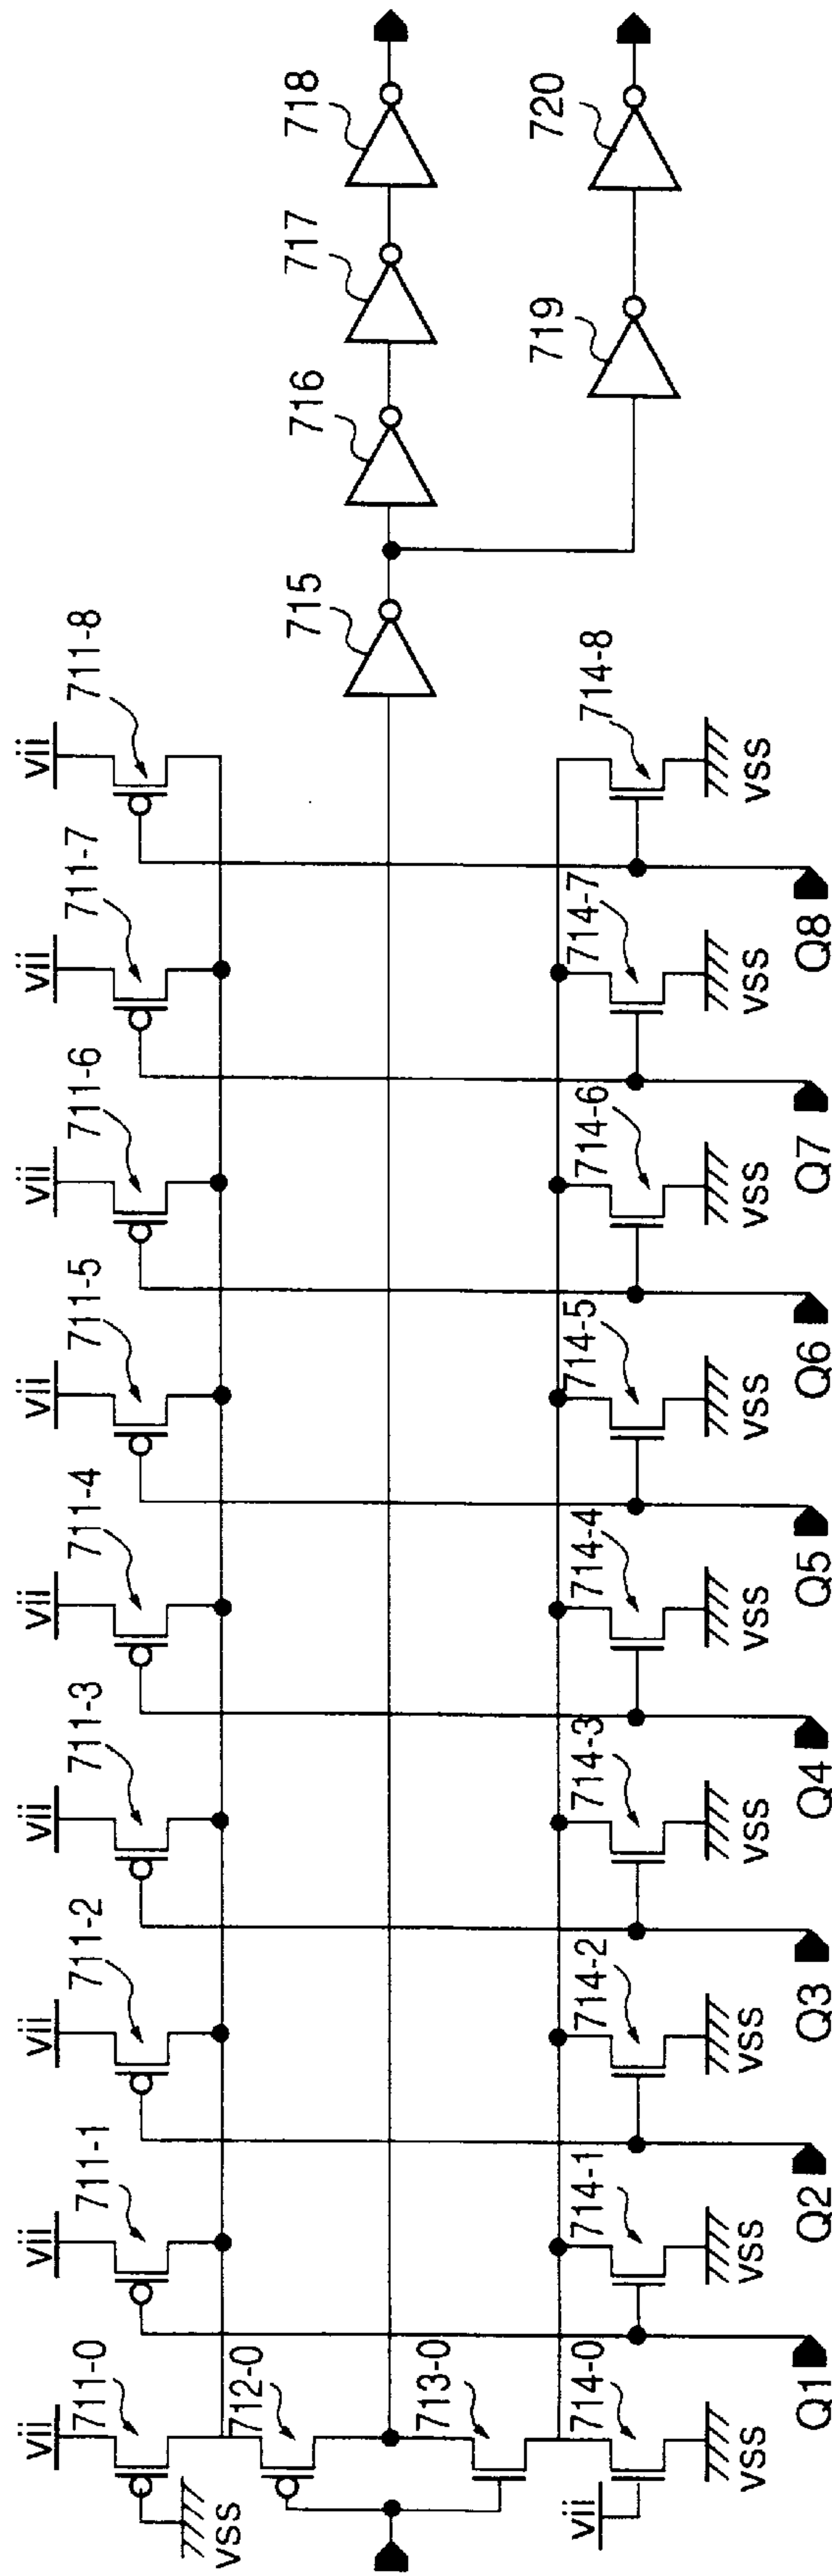 vii vii vii vii vii vii vii vii vii
711-0 711-1 711-2 711-3 711-4 711-5 711-6 711-7 711-8
vss
712-0
715 716 717 718
713-0
719 720
714-0 714-1 714-2 714-3 714-4 714-5 714-6 714-7 714-8
vii
vss vss vss vss vss vss vss vss vss
Q1 Q2 Q3 Q4 Q5 Q6 Q7 Q8